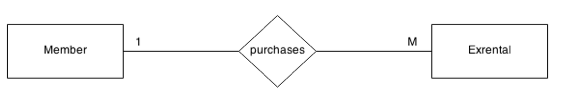 Member
1
purchases
M
Exrental